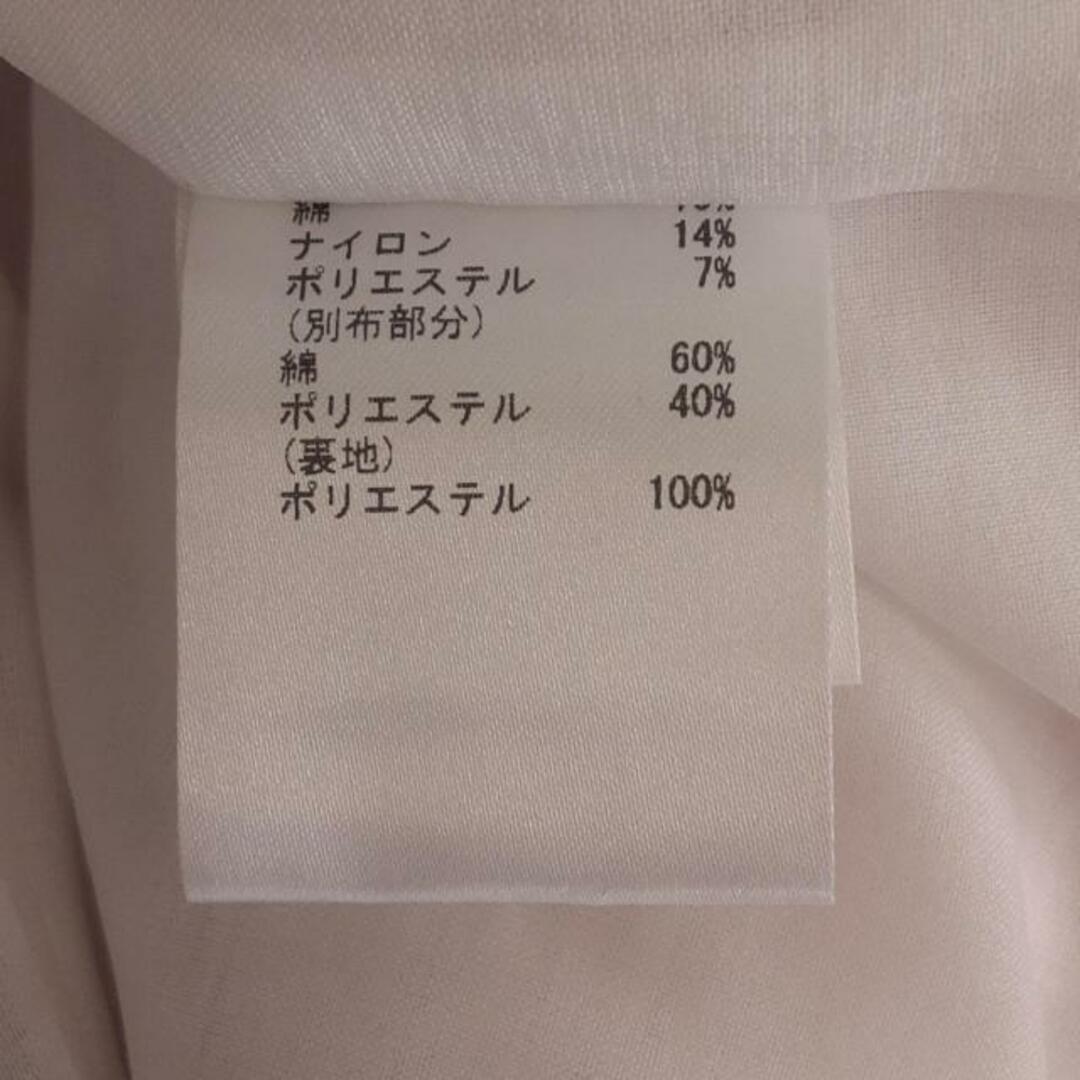 綿
ナイロン 14%
ポリエステル 7%
(別布部分)
綿 60%
ポリエステル 40%
(裏地)
ポリエステル 100%